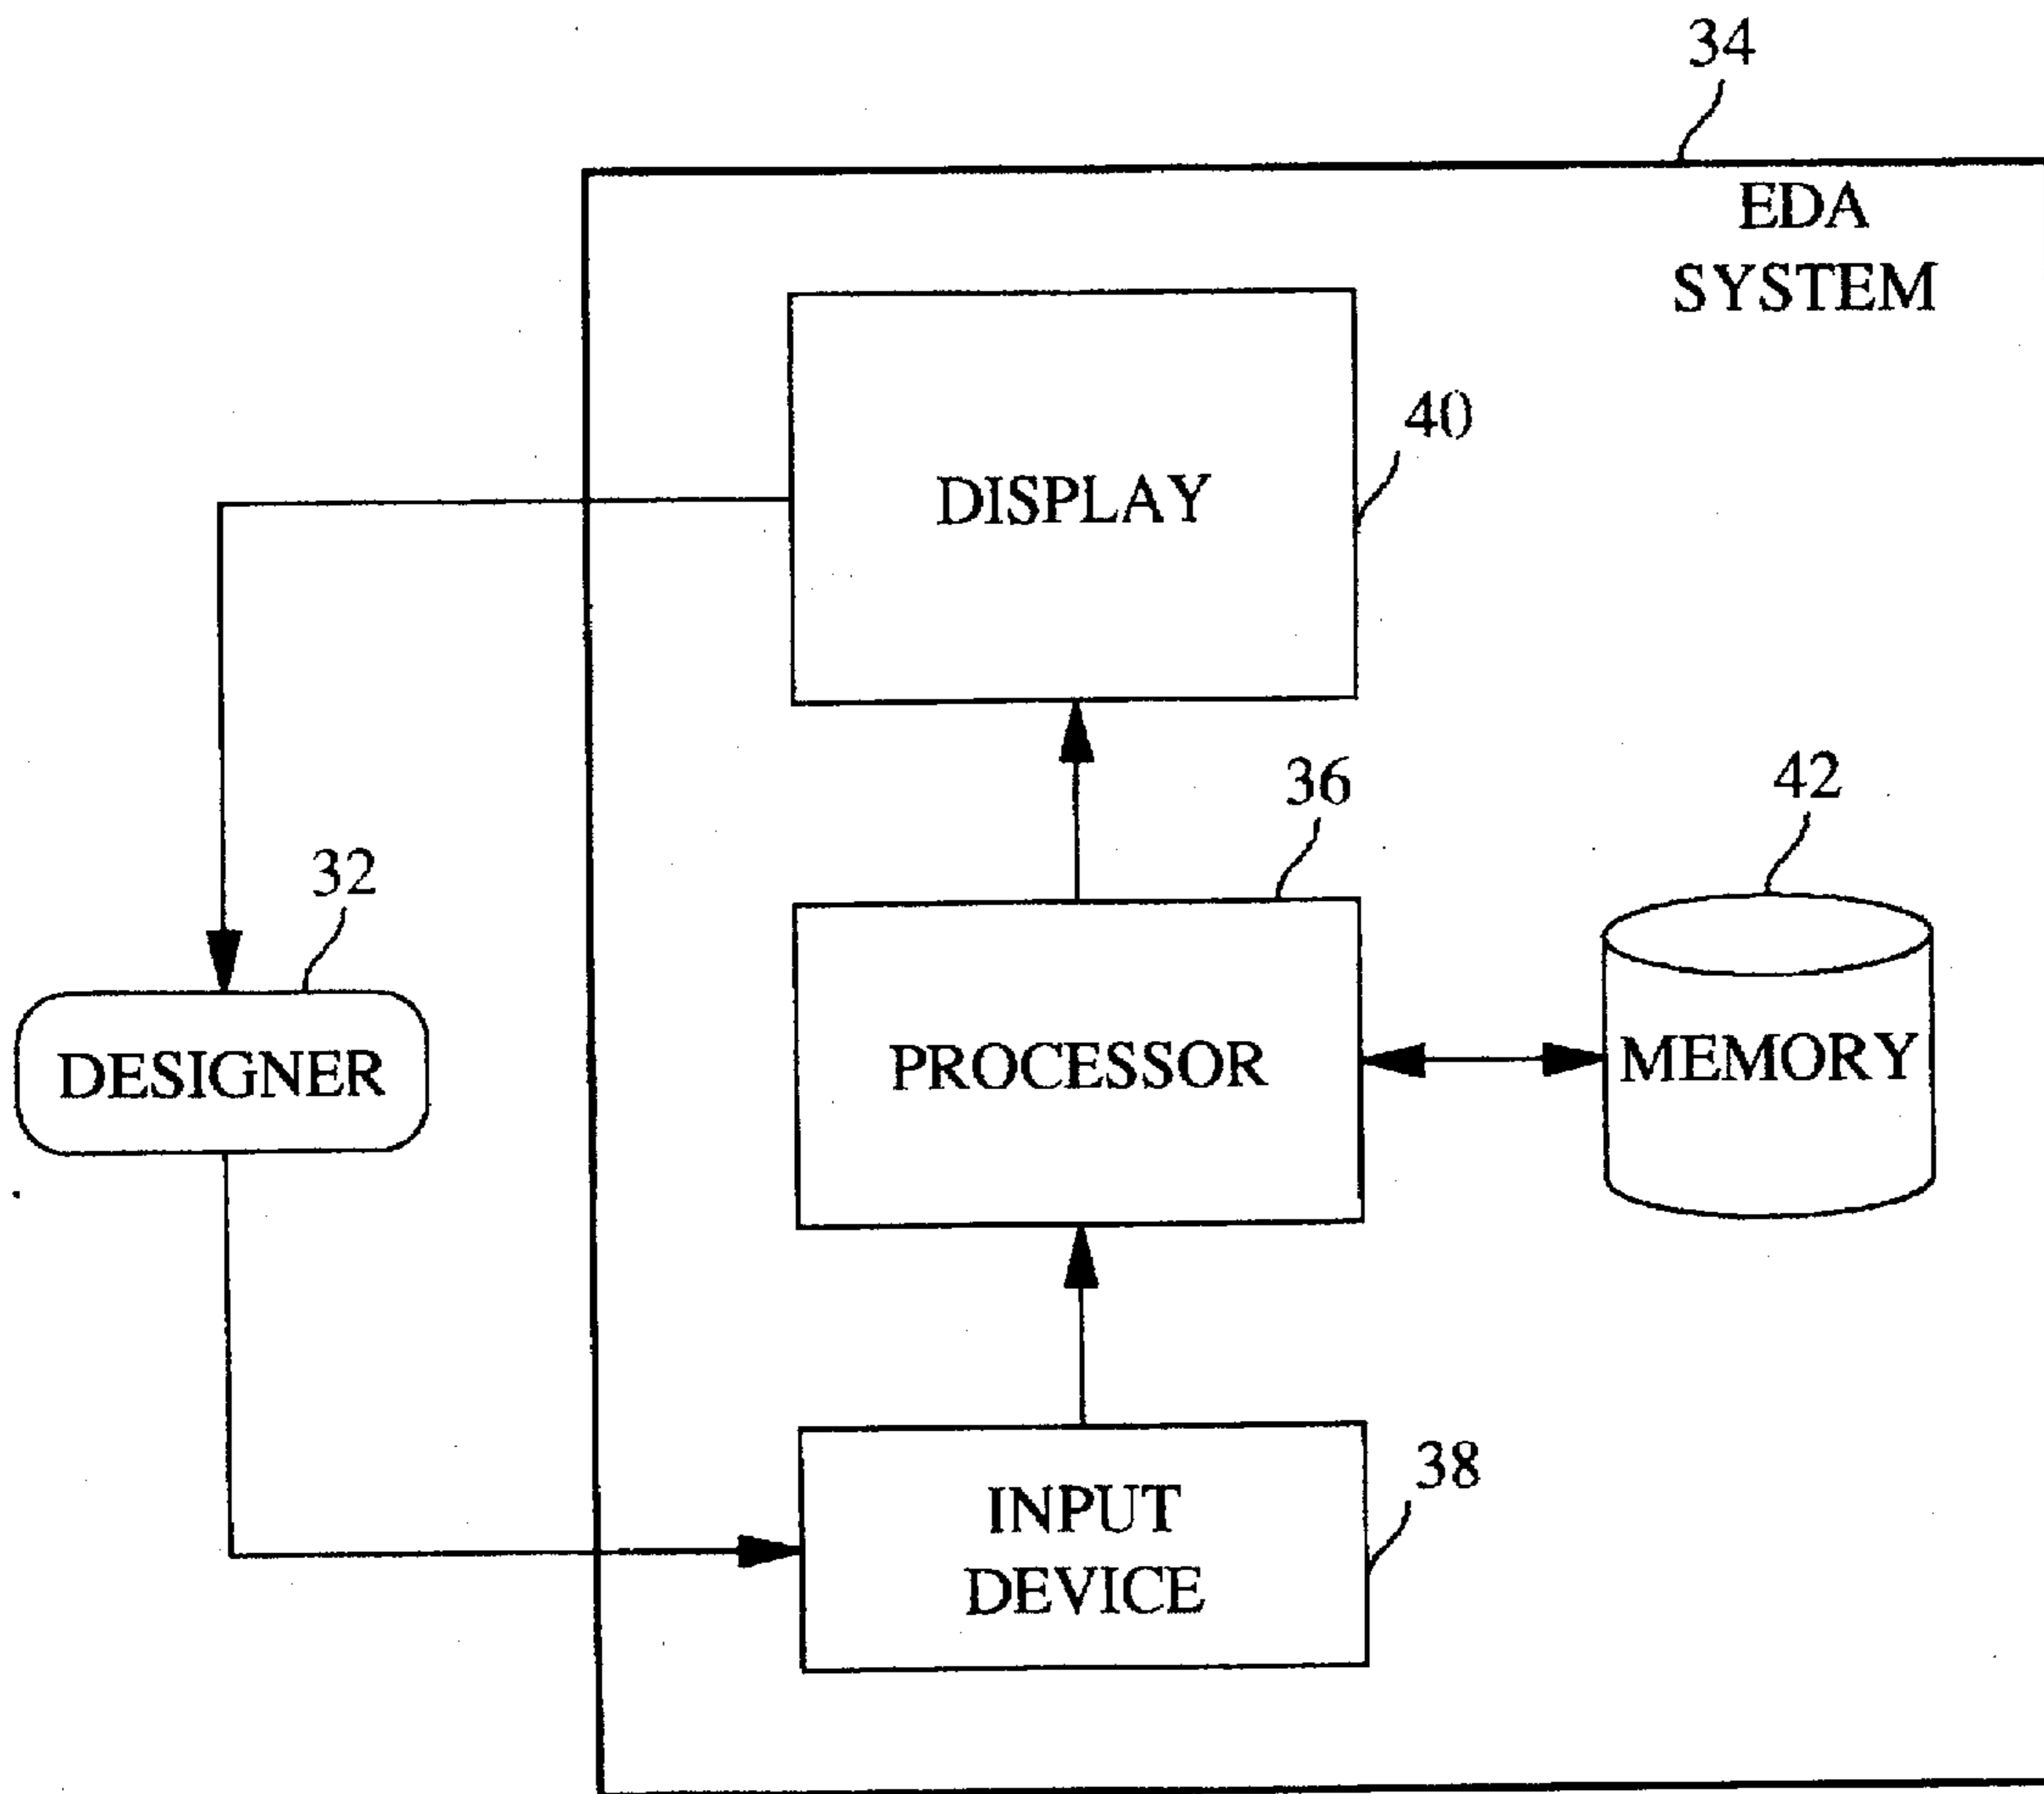 34
EDA
SYSTEM
40
DISPLAY
36
42
32
DESIGNER
PROCESSOR
MEMORY
38
INPUT
DEVICE